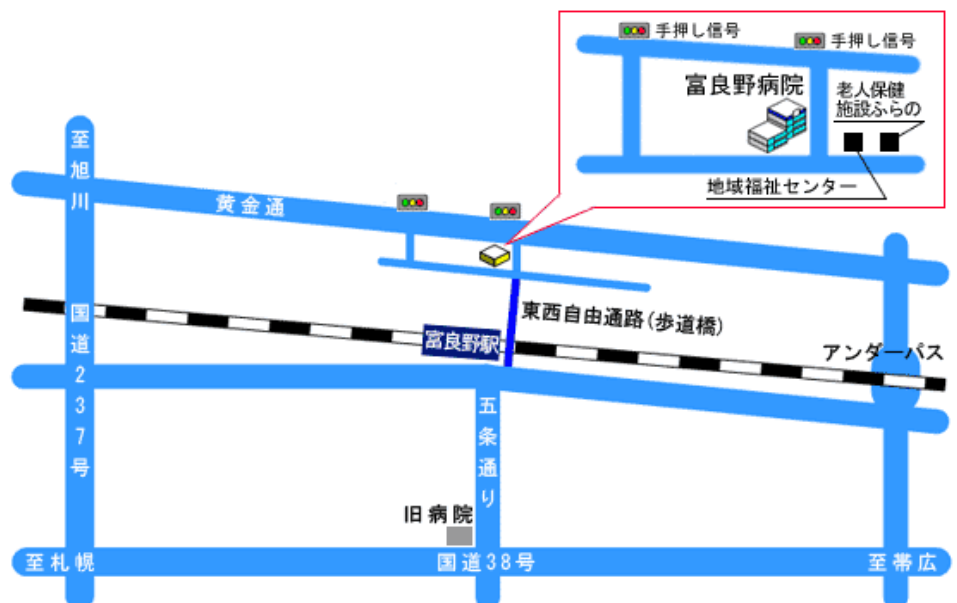 手押し信号
手押し信号
富良野病院
老人保健
施設ふらの
地域福祉センター
至旭川
黄金通
国道237号
富良野駅
東西自由通路(歩道橋)
アンダーパス
五条通り
旧病院
至札幌
国道38号
至帯広